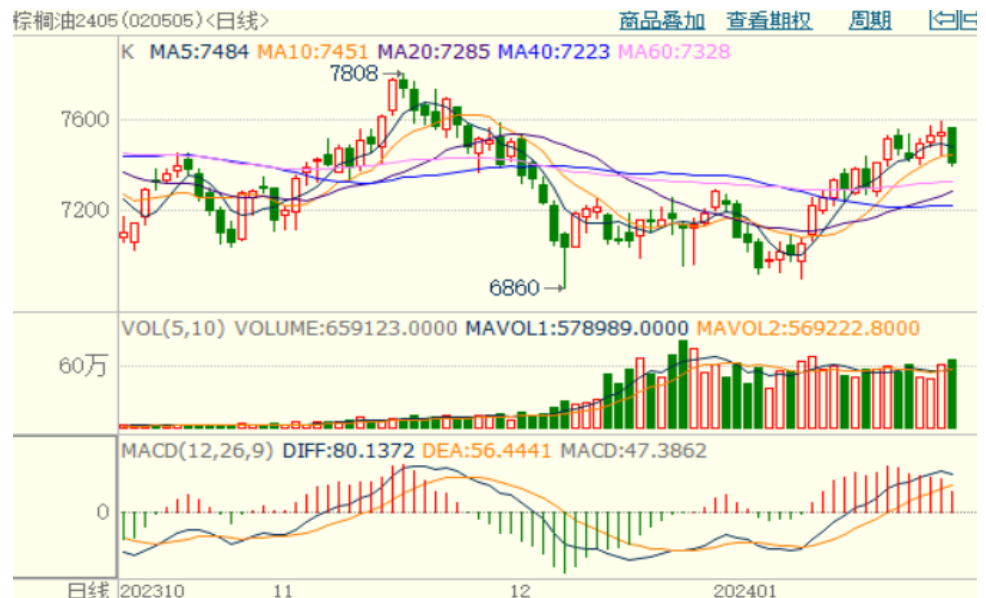 棕榈油2405(020505)<日线> 商品叠加 查看期权 周期
K MA5:7484 MA10:7451 MA20:7285 MA40:7223 MA60:7328
7808
7600
7200
6860
VOL(5,10) VOLUME:659123.0000 MAVOL1:578989.0000 MAVOL2:569222.8000
60万
MACD(12,26,9) DIFF:80.1372 DEA:56.4441 MACD:47.3862
0
日线 202310 11 12 202401